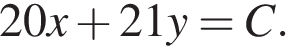 20x + 21y = C.